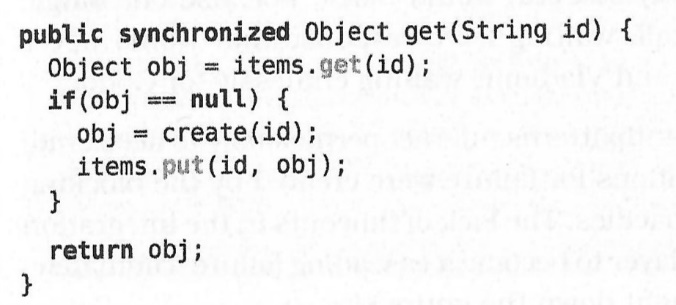 public synchronized Object get(String id) {
  Object obj = items.get(id);
  if(obj == null) {
    obj = create(id);
    items.put(id, obj);
  }
  return obj;
}